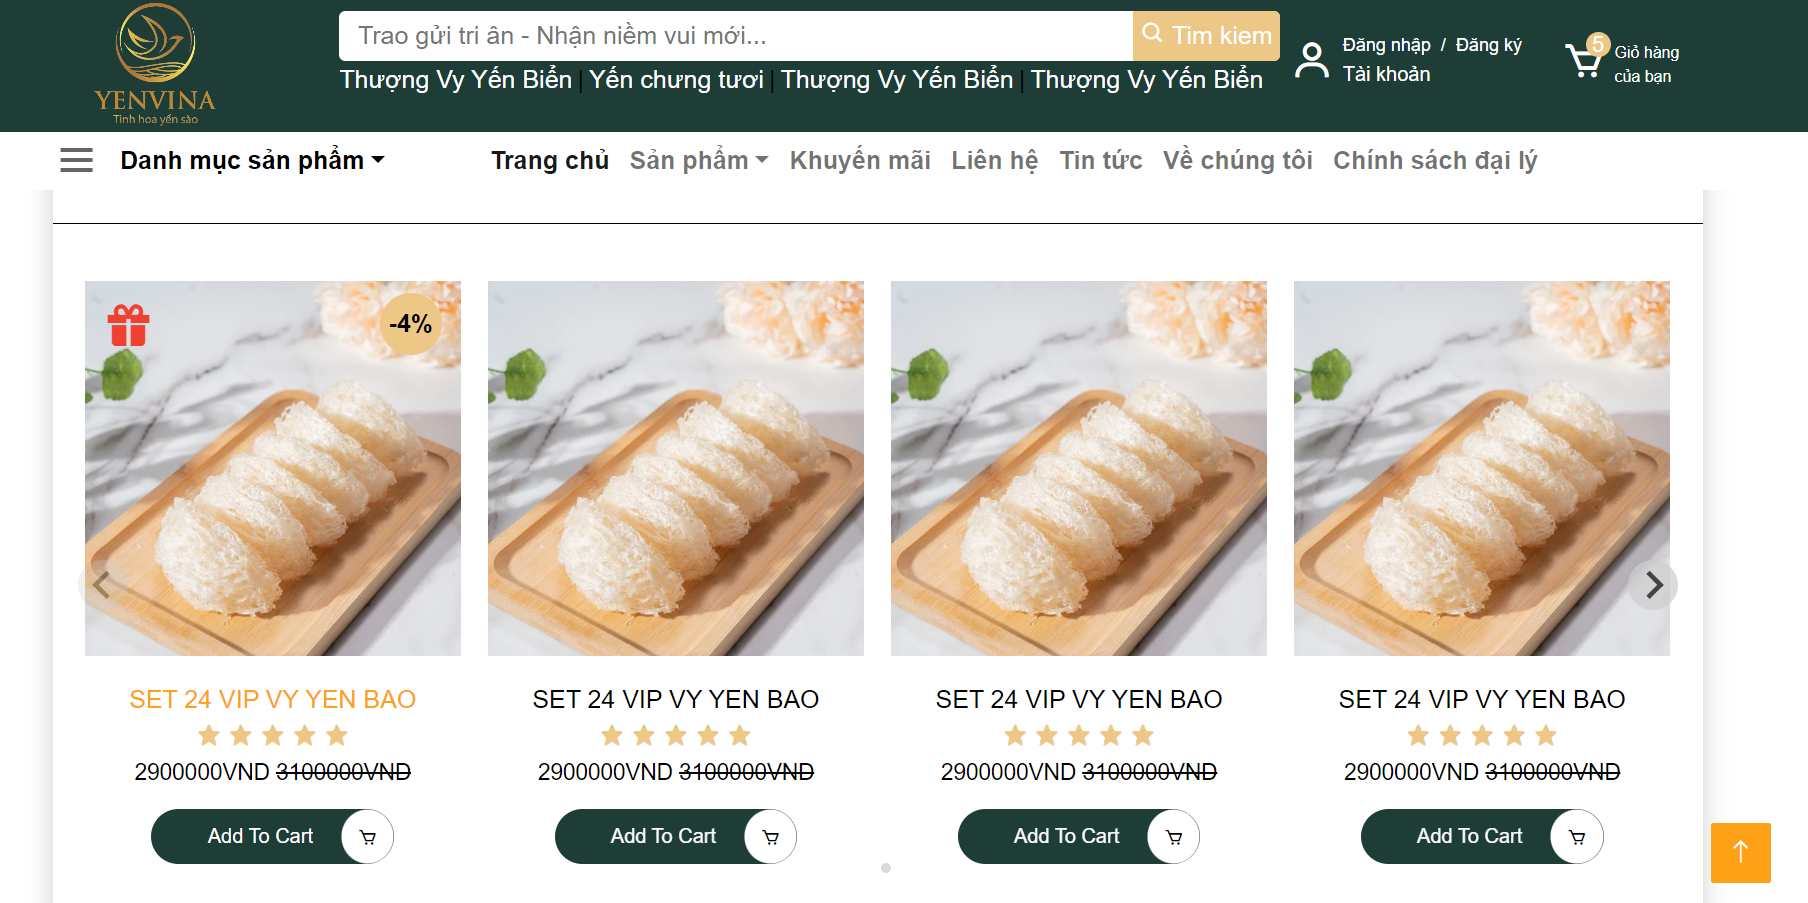 YENVINA
Tinh hoa yến sào
Trao gửi tri ân - Nhận niềm vui mới...
Tim kiem
Thượng Vy Yến Biển | Yến chưng tươi | Thượng Vy Yến Biển | Thượng Vy Yến Biển
Đăng nhập / Đăng ký
Tài khoản
5
Giỏ hàng
của bạn
Danh mục sản phẩm
Trang chủ Sản phẩm Khuyến mãi Liên hệ Tin tức Về chúng tôi Chính sách đại lý
-4%
SET 24 VIP VY YEN BAO
2900000VND 3100000VND
Add To Cart
SET 24 VIP VY YEN BAO
2900000VND 3100000VND
Add To Cart
SET 24 VIP VY YEN BAO
2900000VND 3100000VND
Add To Cart
SET 24 VIP VY YEN BAO
2900000VND 3100000VND
Add To Cart